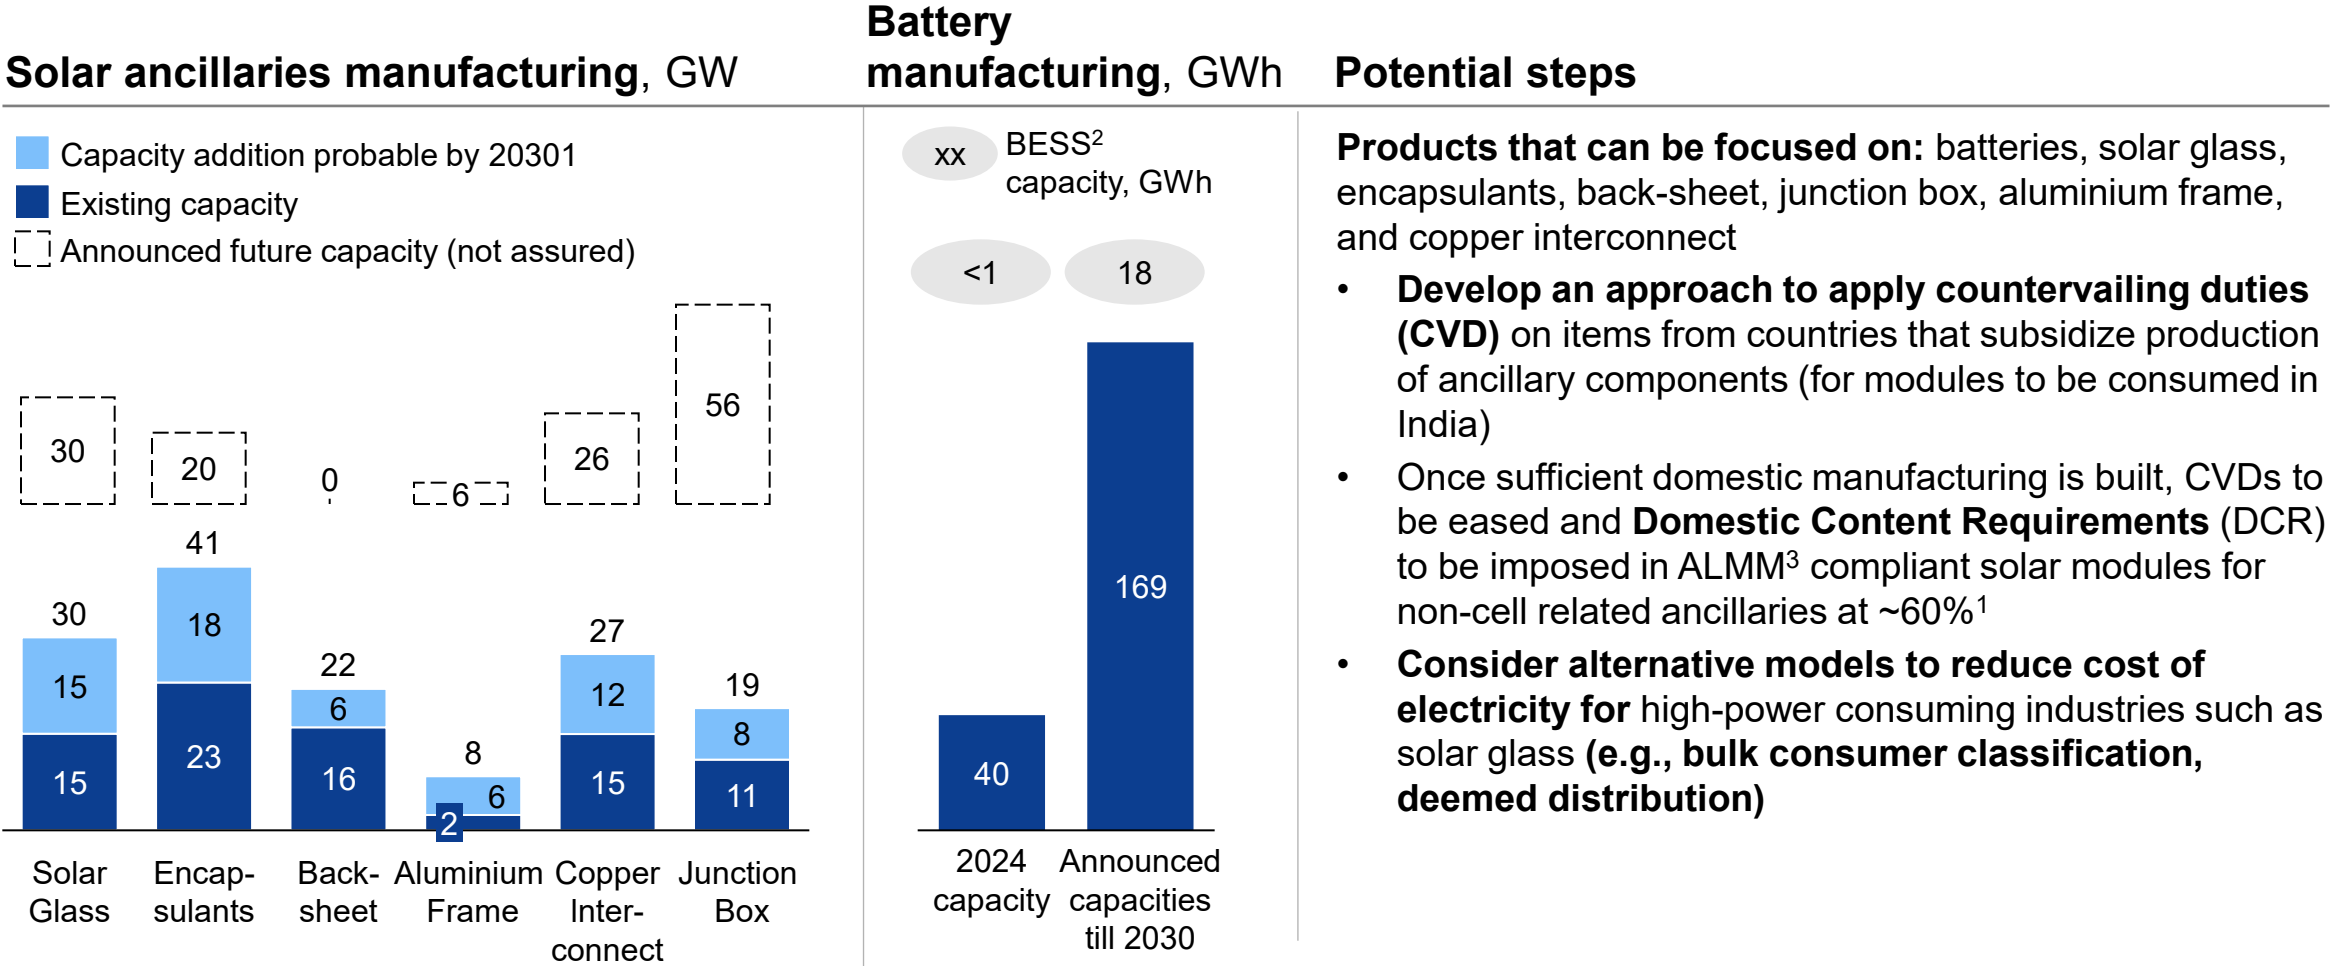 Solar ancillaries manufacturing, GW
Capacity addition probable by 20301
Existing capacity
Announced future capacity (not assured)
30
20
0
6
26
56
30
41
22
8
27
19
15
18
6
6
12
8
15
23
16
2
15
11
Solar
Glass
Encap-
sulants
Back-
sheet
Aluminium
Frame
Copper
Inter-
connect
Junction
Box
Battery
manufacturing, GWh
xx
BESS²
capacity, GWh
<1
18
40
169
2024
capacity
Announced
capacities
till 2030
Potential steps
Products that can be focused on: batteries, solar glass,
encapsulants, back-sheet, junction box, aluminium frame,
and copper interconnect
• Develop an approach to apply countervailing duties
(CVD) on items from countries that subsidize production
of ancillary components (for modules to be consumed in
India)
• Once sufficient domestic manufacturing is built, CVDs to
be eased and Domestic Content Requirements (DCR)
to be imposed in ALMM³ compliant solar modules for
non-cell related ancillaries at ~60%¹
• Consider alternative models to reduce cost of
electricity for high-power consuming industries such as
solar glass (e.g., bulk consumer classification,
deemed distribution)